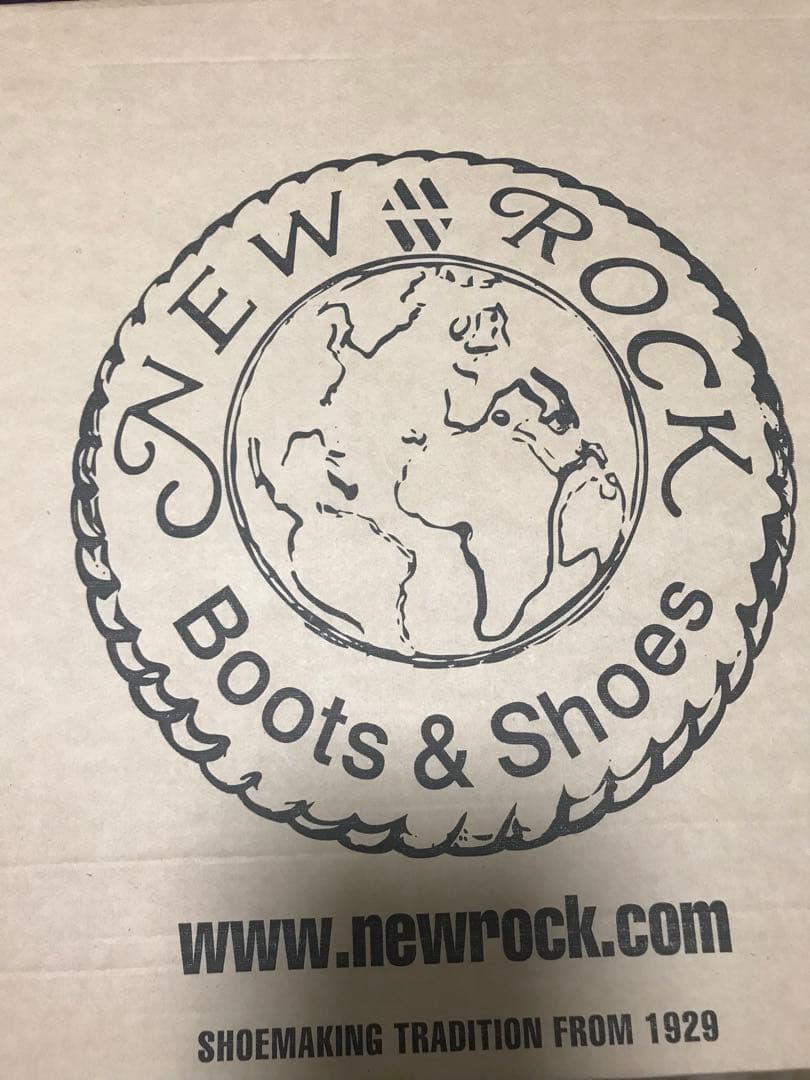 NEW ROCK
Boots & Shoes
www.newrock.com
SHOEMAKING TRADITION FROM 1929